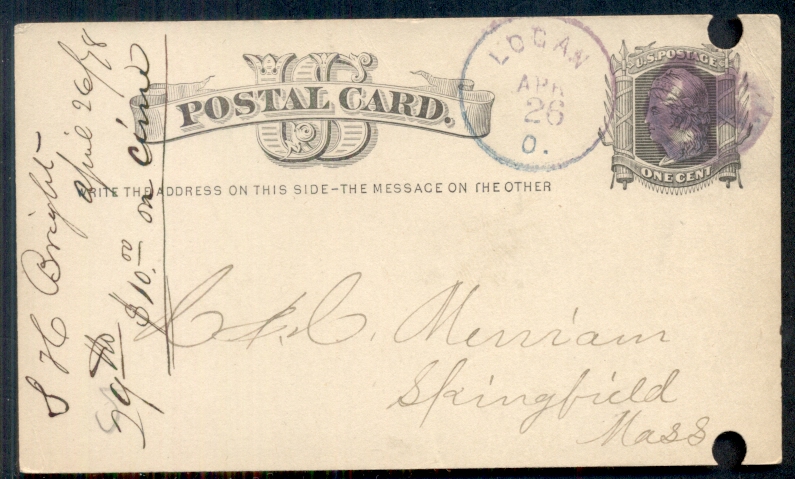 POSTAL CARD.
WRITE THE ADDRESS ON THIS SIDE-THE MESSAGE ON THE OTHER
LOGAN
APR
26
O.
U.S. POSTAGE
ONE CENT
G. & C. Merriam
Springfield
Mass
S H Bright-
April 26/78
29th $10.00 on